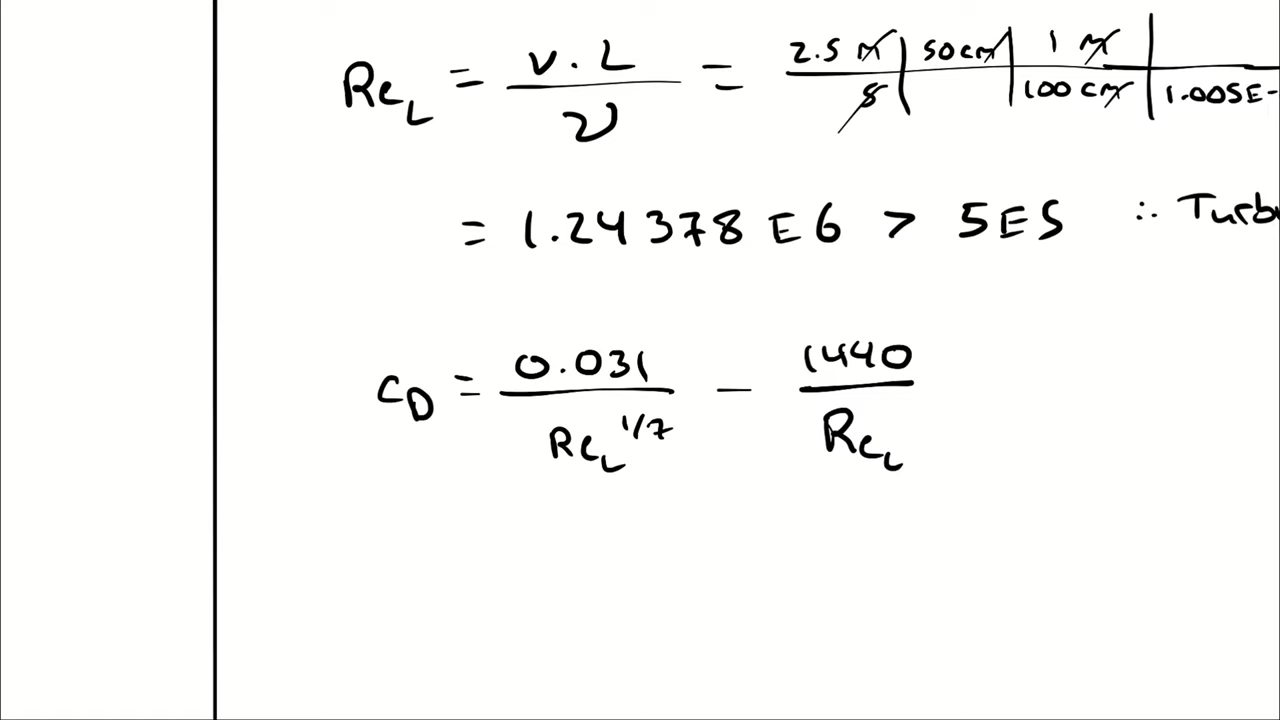 Re_L = v · L / ν = 2.5 m / s | 50 cm | 1 m / 100 cm | 1.005E-
= 1.24378 E6 > 5E5 ∴ Turbu
C_D = 0.031 / Re_L^1/7 − 1440 / Re_L